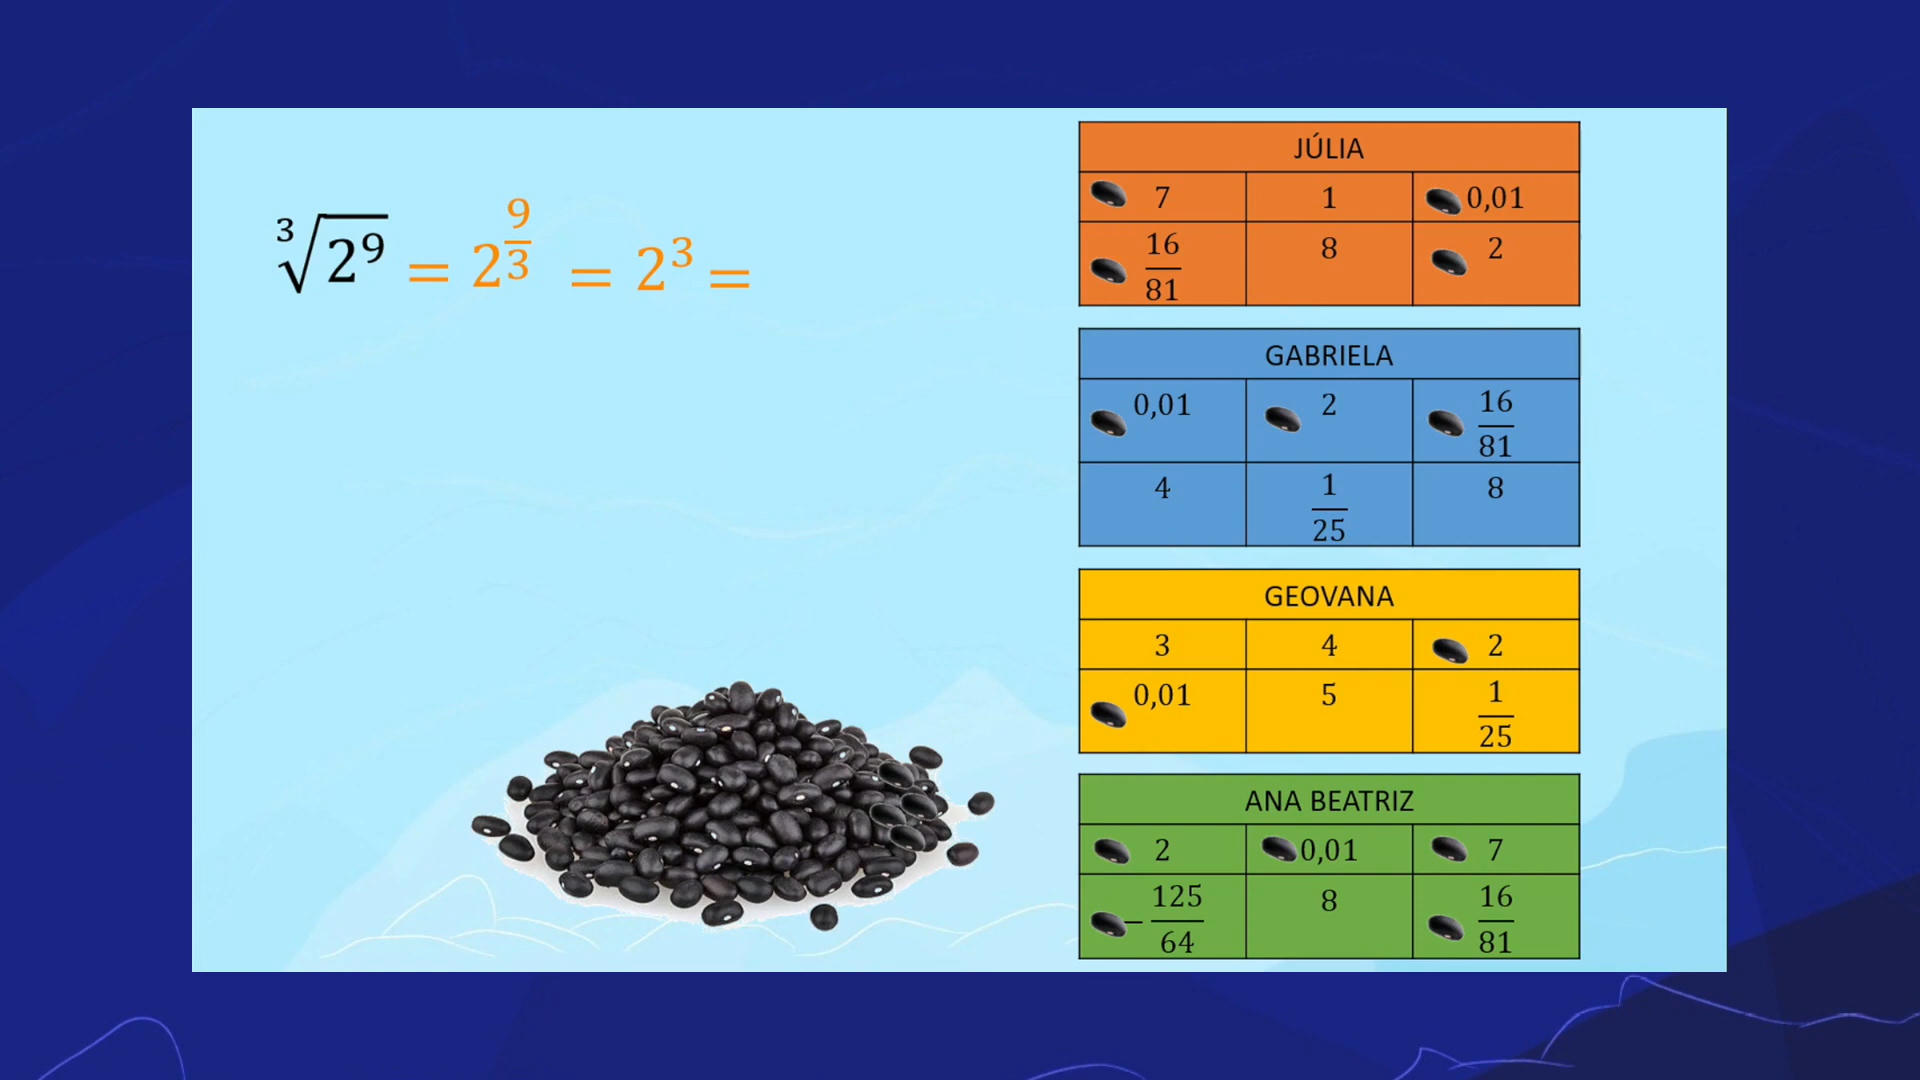 ∛(2⁹) = 2^(9/3) = 2³ =
JÚLIA
7 1 0,01
16/81 8 2
GABRIELA
0,01 2 16/81
4 1/25 8
GEOVANA
3 4 2
0,01 5 1/25
ANA BEATRIZ
2 0,01 7
−125/64 8 16/81